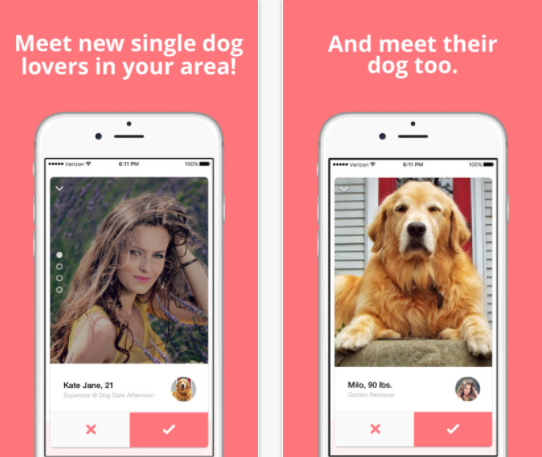 Meet new single dog
lovers in your area!
Verizon
6:11 PM
100%
Kate Jane, 21
Superstar @ Dog Date Afternoon
And meet their
dog too.
Verizon
6:11 PM
100%
Milo, 90 lbs.
Golden Retriever